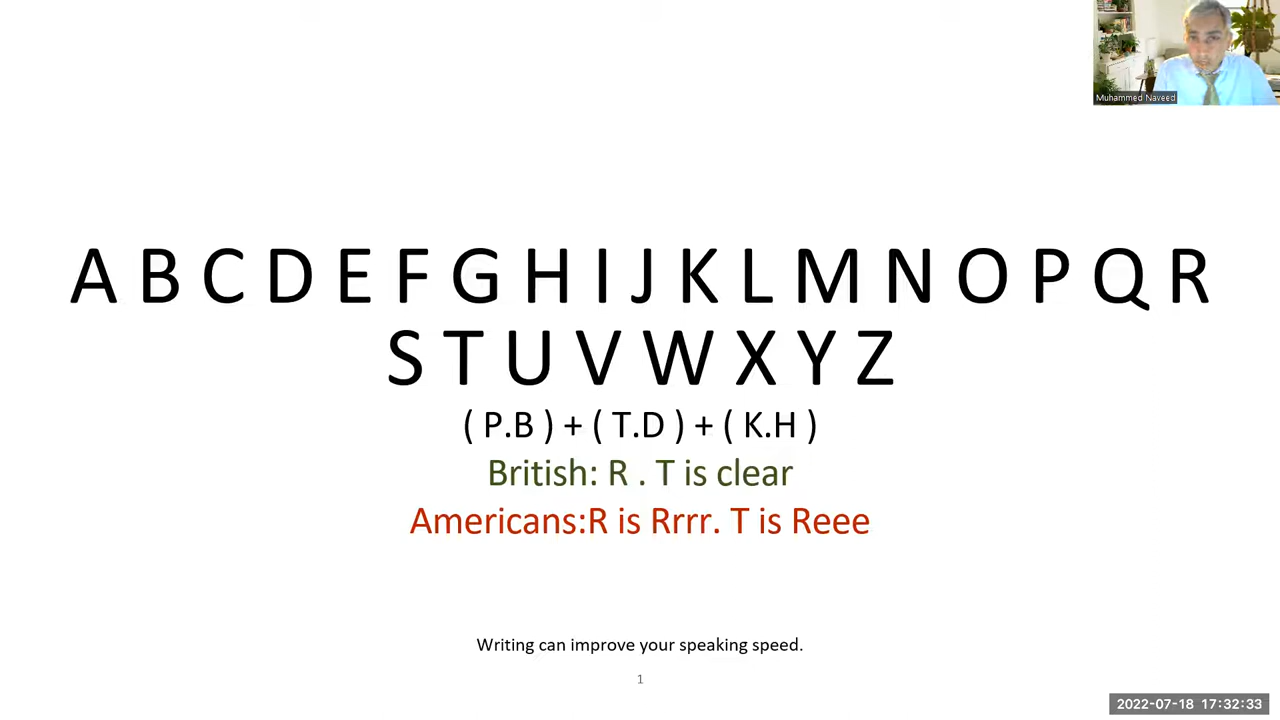 Muhammed Naveed
A B C D E F G H I J K L M N O P Q R
S T U V W X Y Z
( P.B ) + ( T.D ) + ( K.H )
British: R . T is clear
Americans:R is Rrrr. T is Reee
Writing can improve your speaking speed.
1
2022-07-18 17:32:33